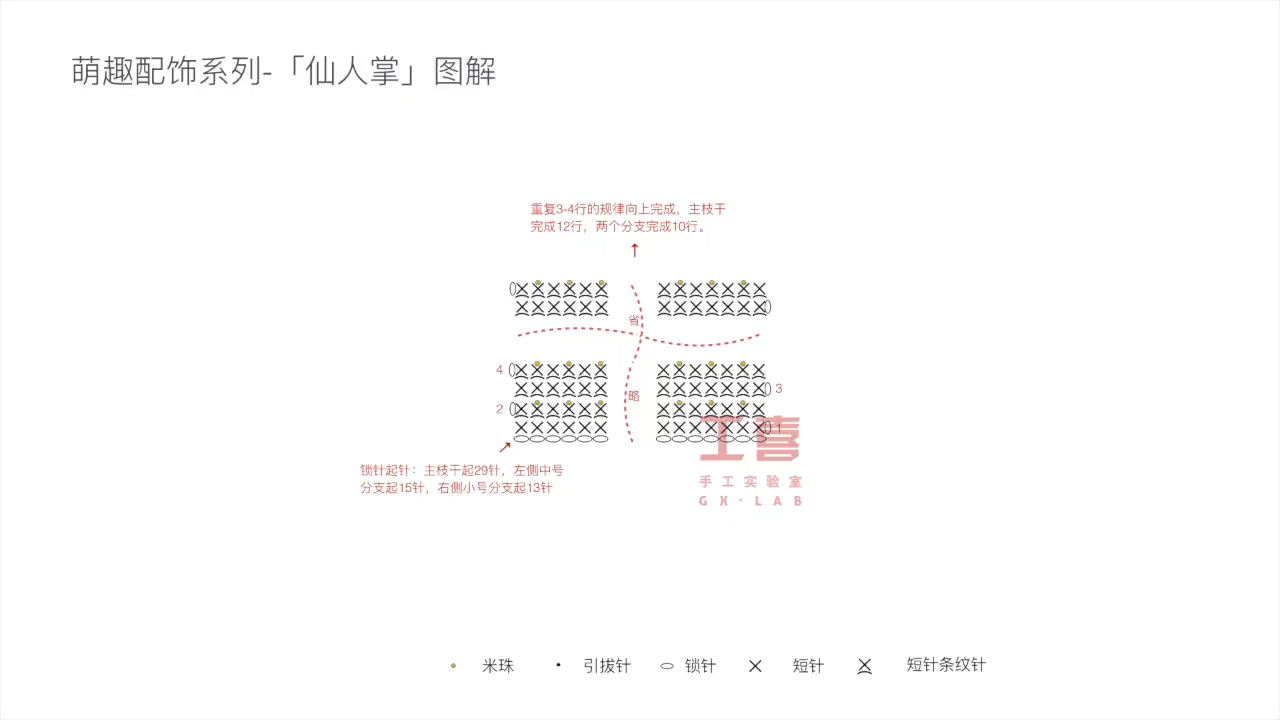 萌趣配饰系列-「仙人掌」图解
重复3-4行的规律向上完成，主枝干
完成12行，两个分支完成10行。
省
4
略
3
2
1
锁针起针：主枝干起29针，左侧中号
分支起15针，右侧小号分支起13针
工喜
手工实验室
GX·LAB
米珠 引拔针 锁针 短针 短针条纹针